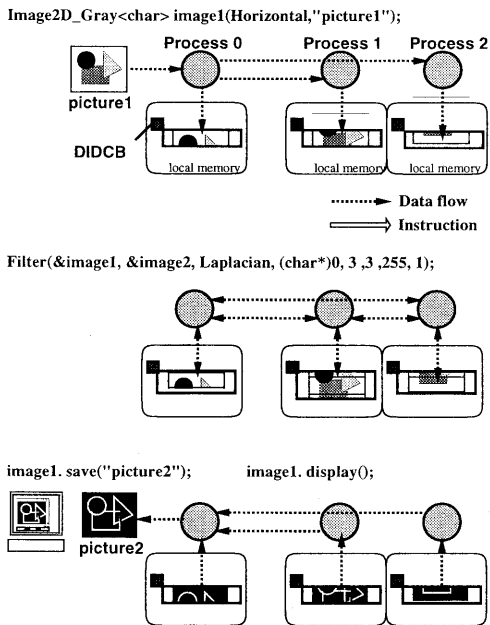 Image2D_Gray<char> image1(Horizontal,"picture1");
Process 0
Process 1
Process 2
picture1
DIDCB
local memory
local memory
local memory
Data flow
Instruction
Filter(&image1, &image2, Laplacian, (char*)0, 3 ,3 ,255, 1);
image1. save("picture2");
image1. display();
picture2